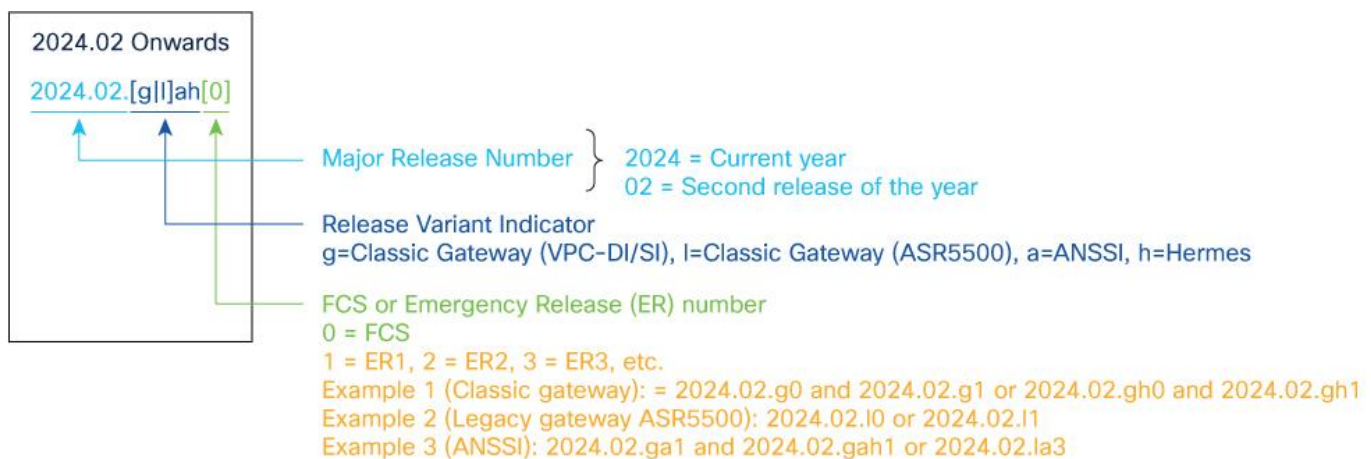 2024.02 Onwards
2024.02.[g|l]ah[0]
Major Release Number } 2024 = Current year
02 = Second release of the year
Release Variant Indicator
g=Classic Gateway (VPC-DI/SI), l=Classic Gateway (ASR5500), a=ANSSI, h=Hermes
FCS or Emergency Release (ER) number
0 = FCS
1 = ER1, 2 = ER2, 3 = ER3, etc.
Example 1 (Classic gateway): = 2024.02.g0 and 2024.02.g1 or 2024.02.gh0 and 2024.02.gh1
Example 2 (Legacy gateway ASR5500): 2024.02.l0 or 2024.02.l1
Example 3 (ANSSI): 2024.02.ga1 and 2024.02.gah1 or 2024.02.la3